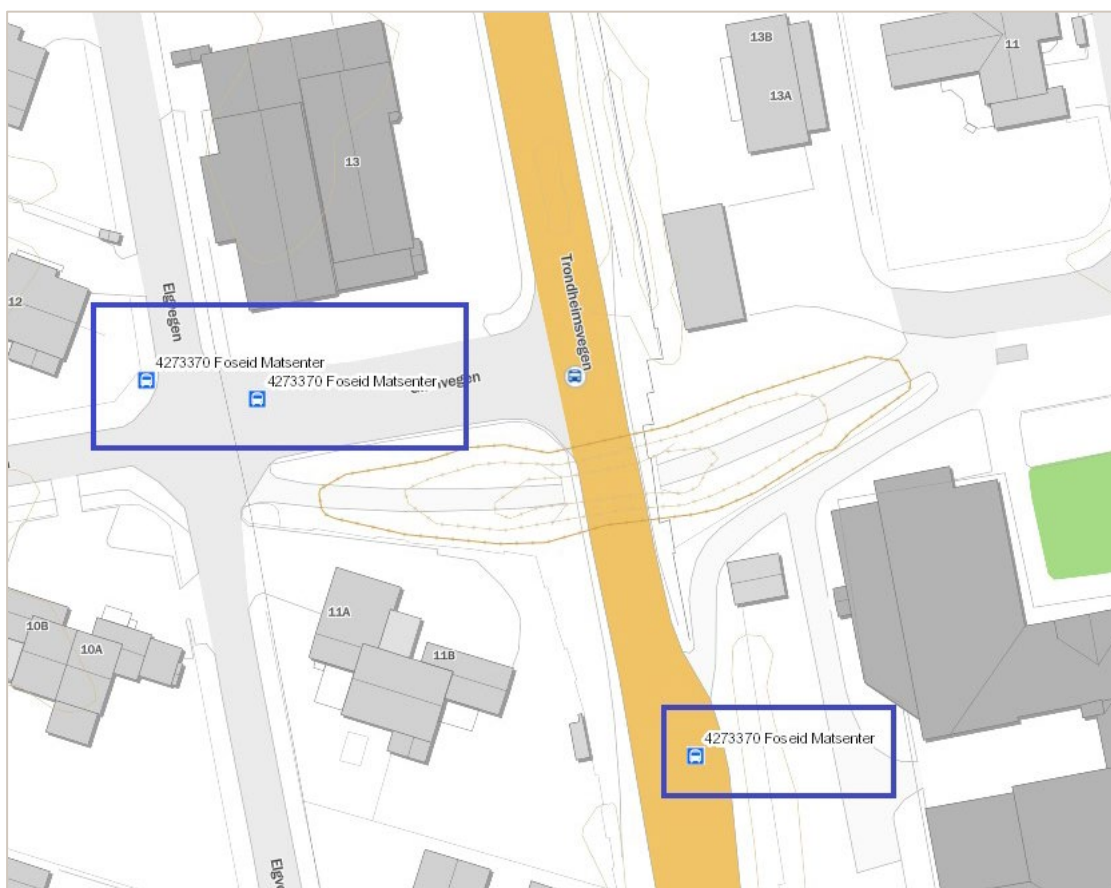 13B
11
13A
13
Trondheimsvegen
Elgvegen
12
4273370 Foseid Matsenter
4273370 Foseid Matsenter
11A
10B
10A
11B
4273370 Foseid Matsenter